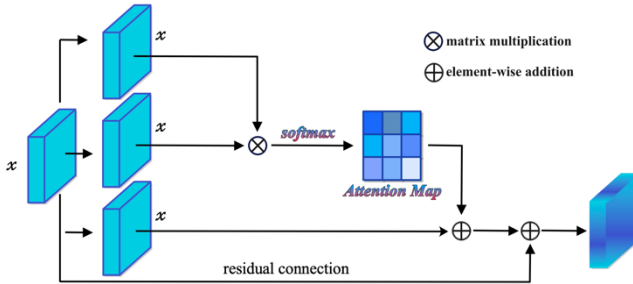 x
x
x
x
matrix multiplication
element-wise addition
softmax
Attention Map
residual connection